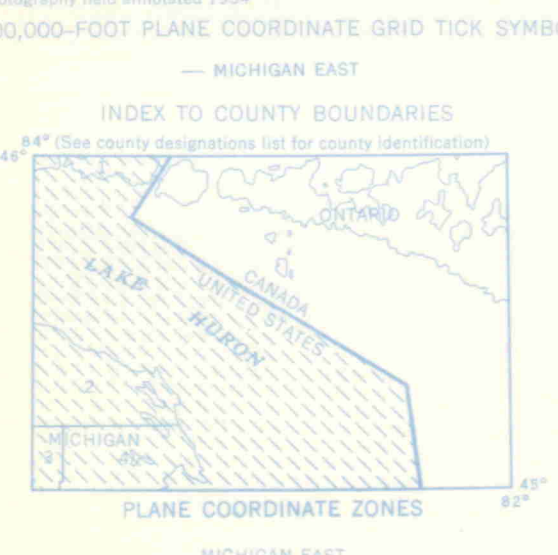 00,000–FOOT PLANE COORDINATE GRID TICK SYMBO
— MICHIGAN EAST
INDEX TO COUNTY BOUNDARIES
84° (See county designations list for county identification)
46°
ONTARIO
LAKE
HURON
CANADA
UNITED STATES
2
MICHIGAN
3
45°
82°
PLANE COORDINATE ZONES
MICHIGAN EAST